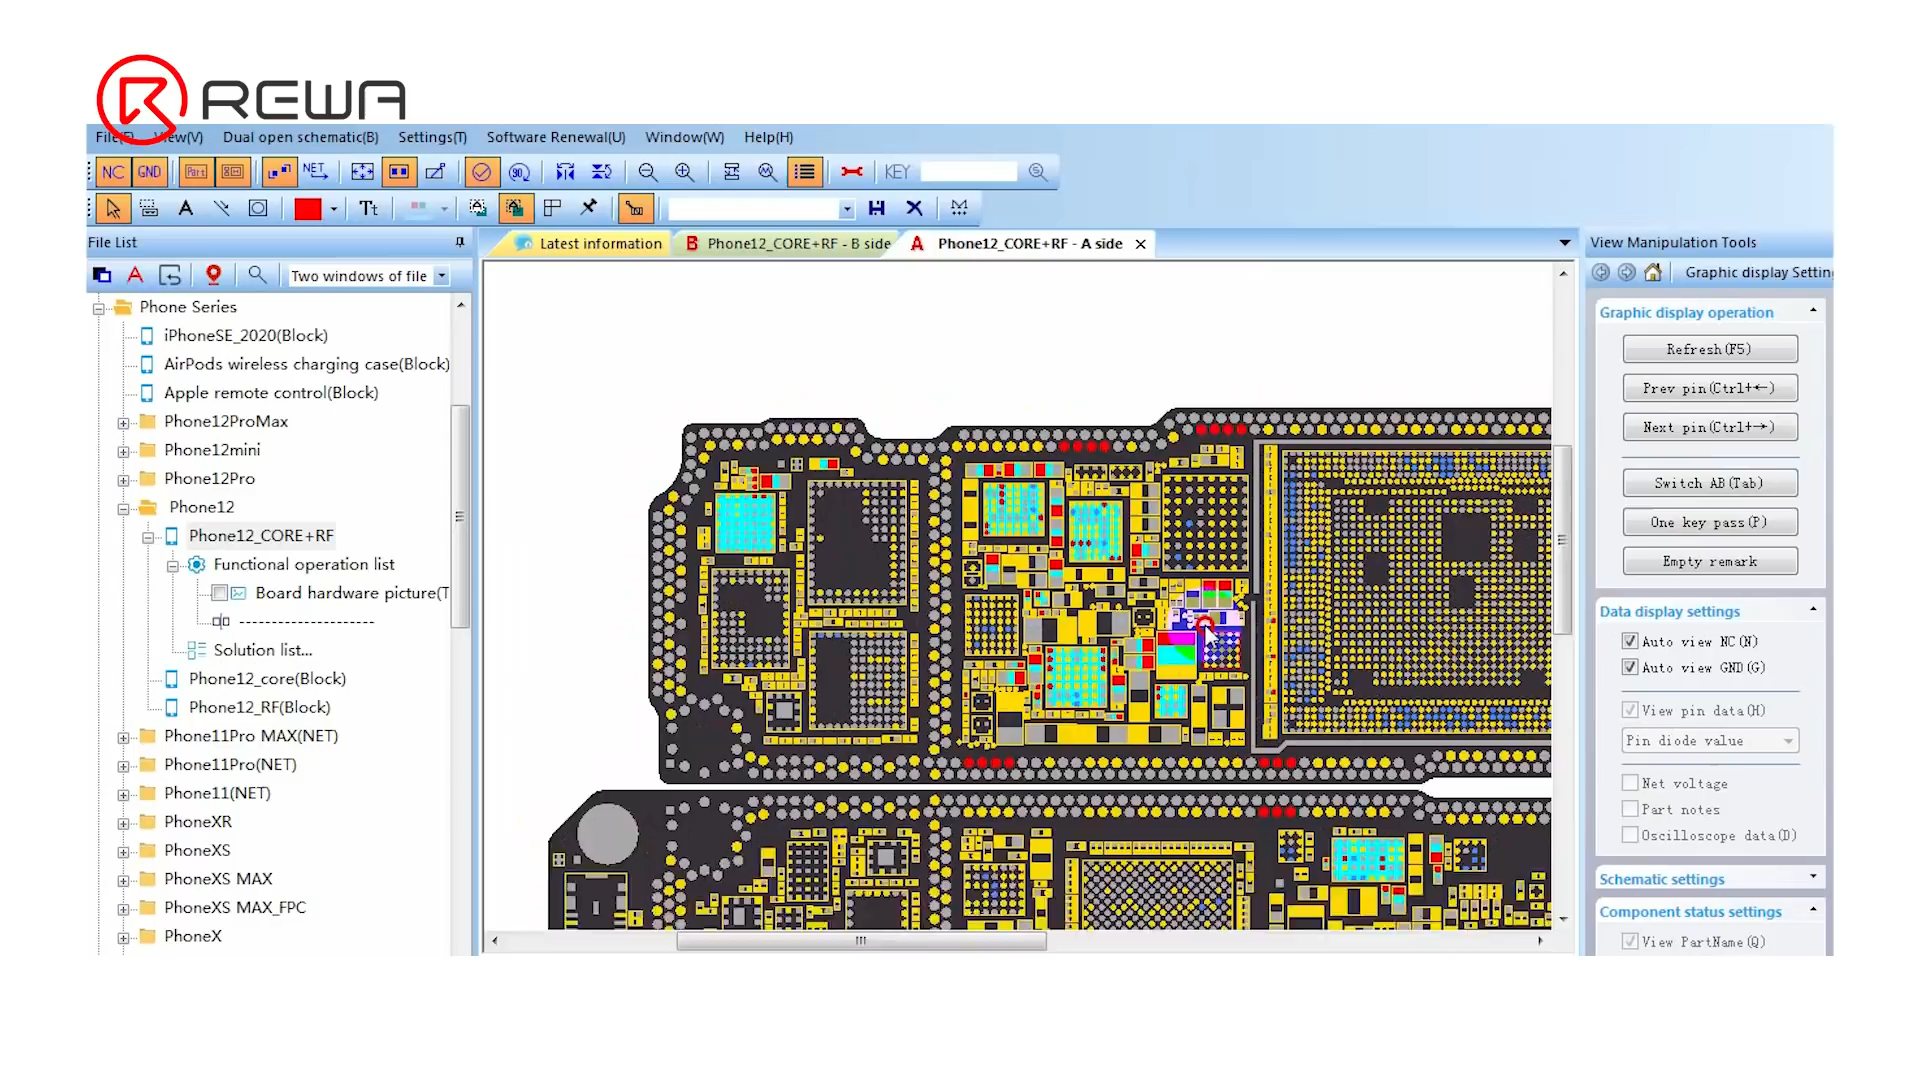 REWA
File(F) View(V) Dual open schematic(B) Settings(T) Software Renewal(U) Window(W) Help(H)
NC GND Part NET 90 KEY
A Tt
File List
Latest information
B Phone12_CORE+RF - B side
A Phone12_CORE+RF - A side
View Manipulation Tools
A Two windows of file
Graphic display Settin
Phone Series
iPhoneSE_2020(Block)
AirPods wireless charging case(Block)
Apple remote control(Block)
Phone12ProMax
Phone12mini
Phone12Pro
Phone12
Phone12_CORE+RF
Functional operation list
Board hardware picture(T
--------------------
Solution list...
Phone12_core(Block)
Phone12_RF(Block)
Phone11Pro MAX(NET)
Phone11Pro(NET)
Phone11(NET)
PhoneXR
PhoneXS
PhoneXS MAX
PhoneXS MAX_FPC
PhoneX
Graphic display operation
Refresh(F5)
Prev pin(Ctrl+←)
Next pin(Ctrl+→)
Switch AB(Tab)
One key pass(P)
Empty remark
Data display settings
Auto view NC(N)
Auto view GND(G)
View pin data(H)
Pin diode value
Net voltage
Part notes
Oscilloscope data(D)
Schematic settings
Component status settings
View PartName(Q)